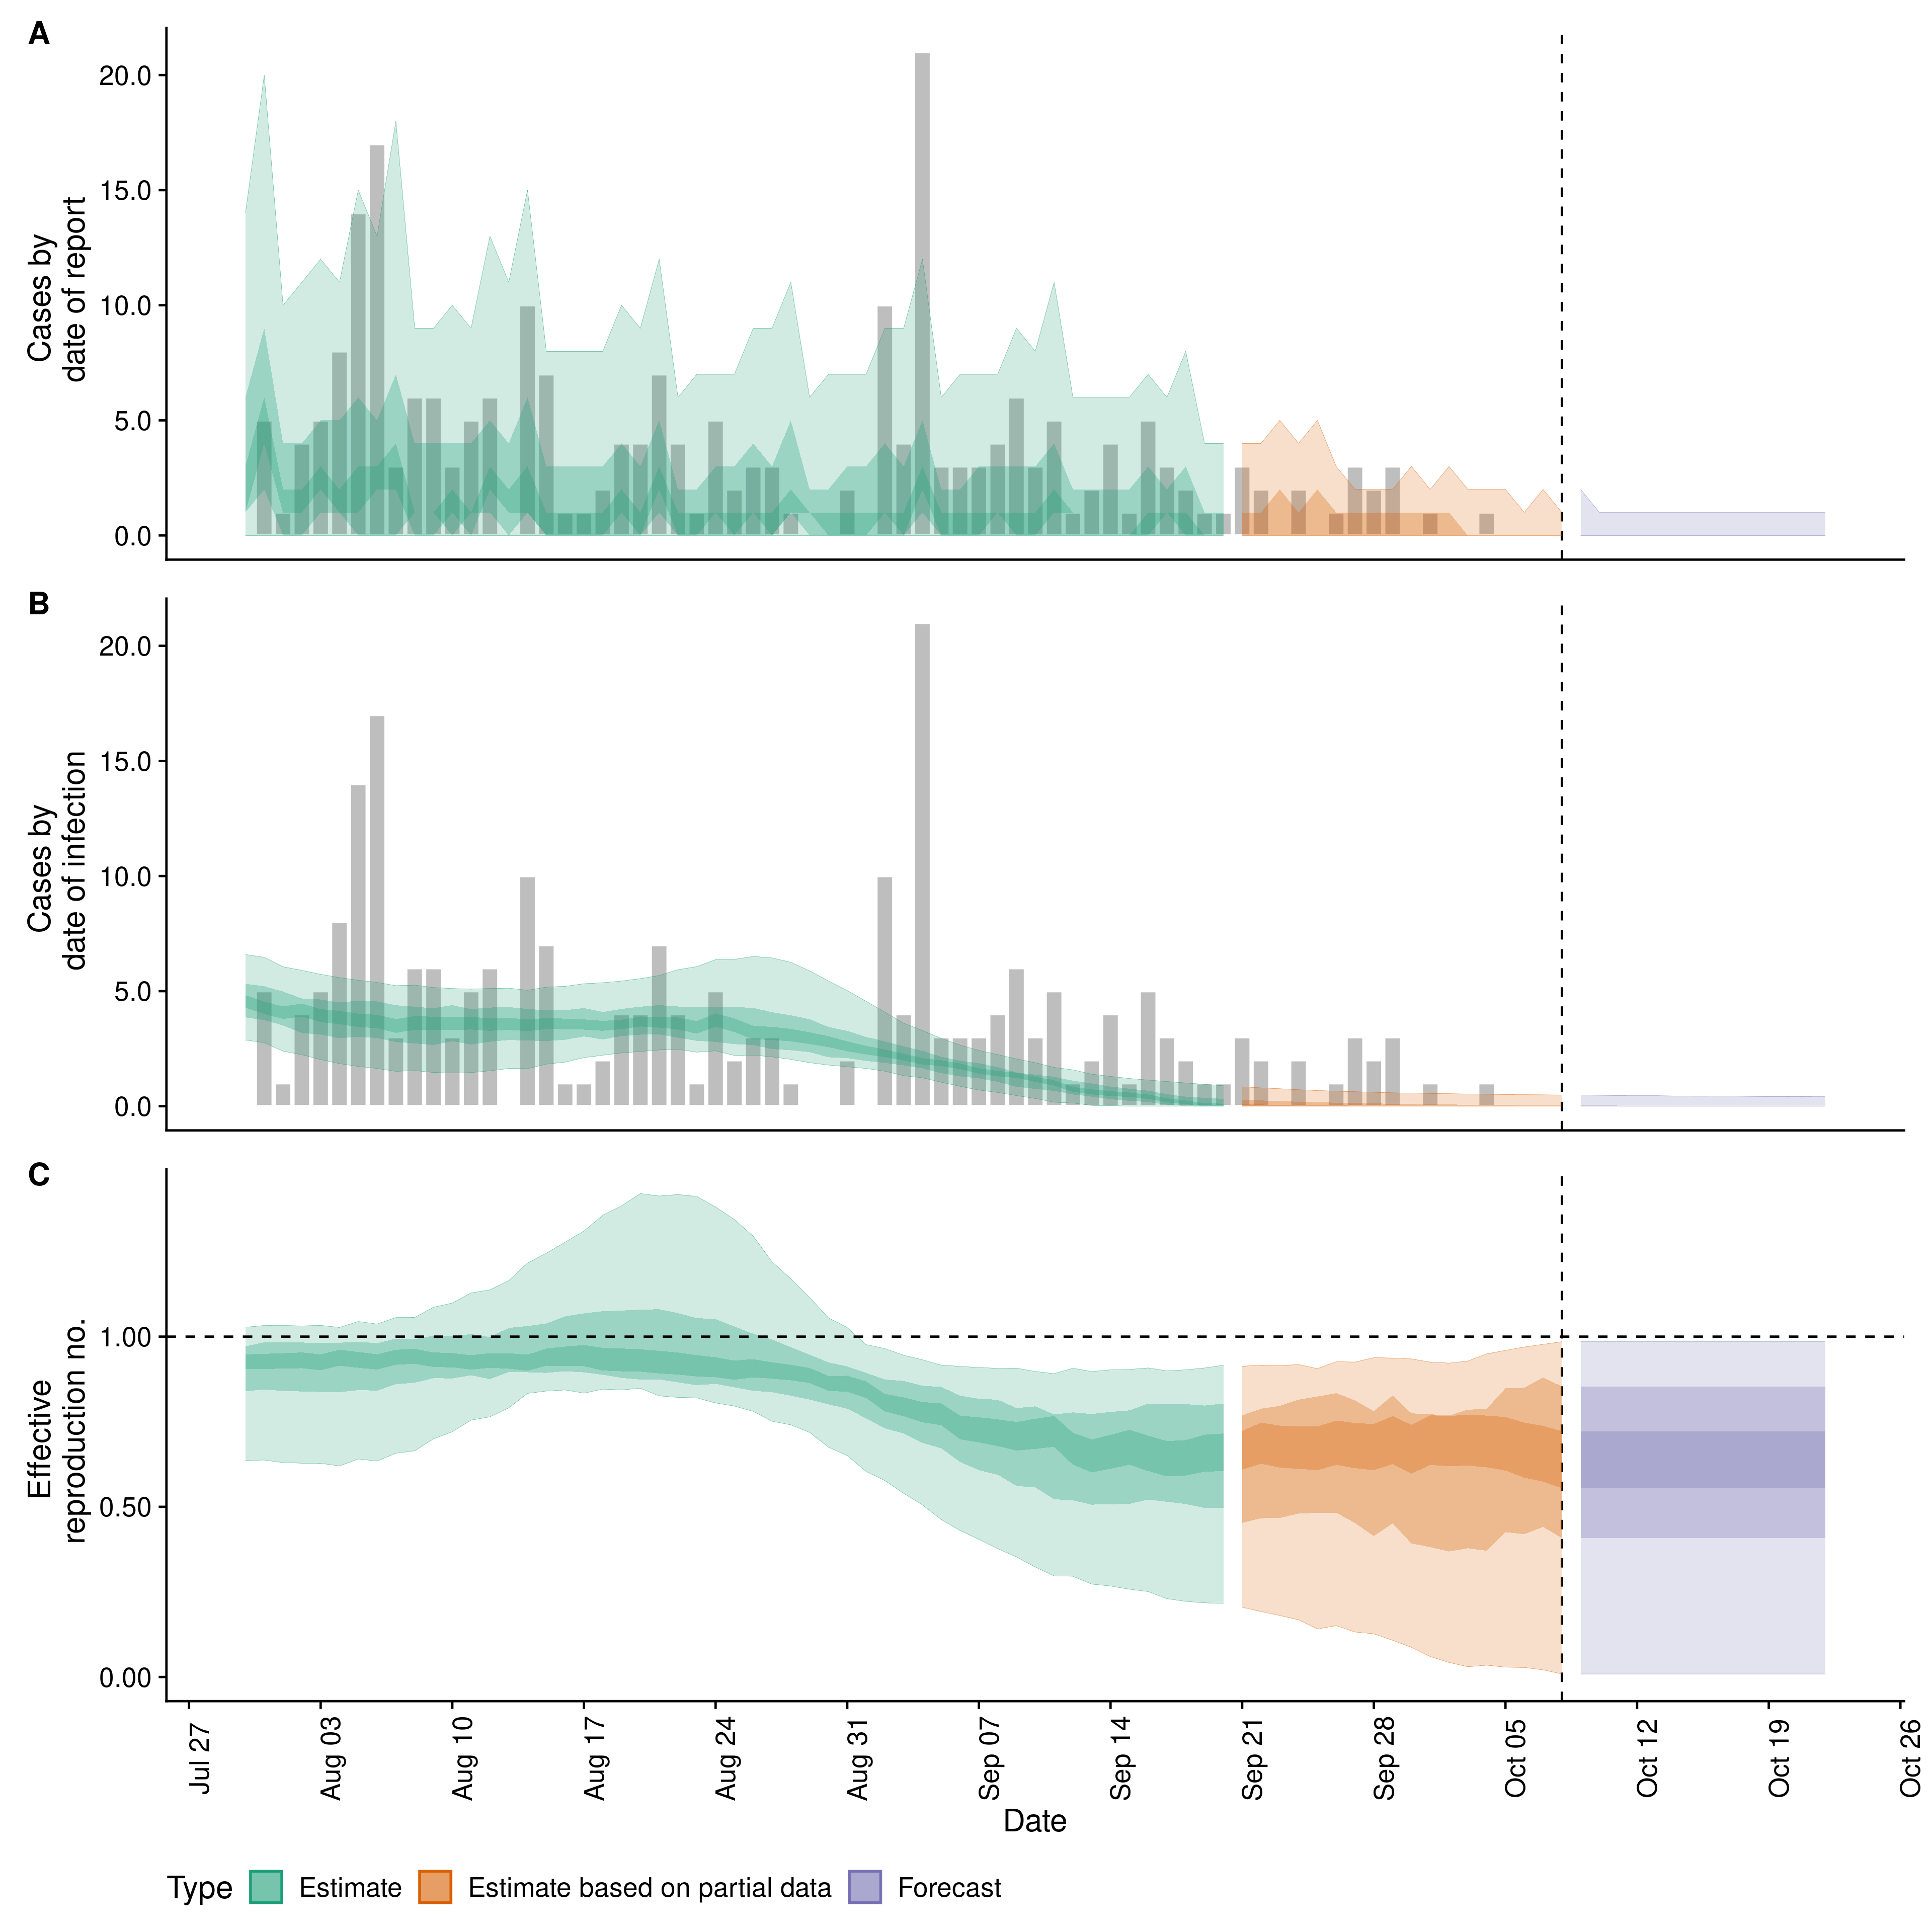 A
Cases by
date of report
20.0
15.0
10.0
5.0
0.0
B
Cases by
date of infection
20.0
15.0
10.0
5.0
0.0
C
Effective
reproduction no.
1.00
0.50
0.00
Jul 27
Aug 03
Aug 10
Aug 17
Aug 24
Aug 31
Sep 07
Sep 14
Sep 21
Sep 28
Oct 05
Oct 12
Oct 19
Oct 26
Date
Type Estimate Estimate based on partial data Forecast